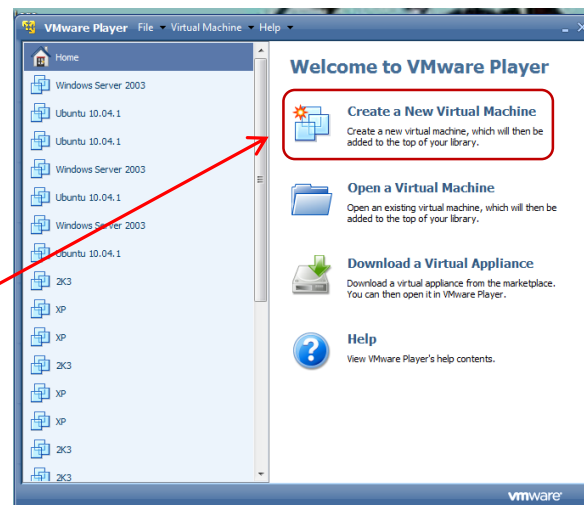 VMware Player File Virtual Machine Help
Home
Windows Server 2003
Ubuntu 10.04.1
Ubuntu 10.04.1
Windows Server 2003
Ubuntu 10.04.1
Windows Server 2003
Ubuntu 10.04.1
2K3
XP
XP
2K3
XP
XP
2K3
2K3
Welcome to VMware Player
Create a New Virtual Machine
Create a new virtual machine, which will then be
added to the top of your library.
Open a Virtual Machine
Open an existing virtual machine, which will then be
added to the top of your library.
Download a Virtual Appliance
Download a virtual appliance from the marketplace.
You can then open it in VMware Player.
Help
View VMware Player's help contents.
vmware